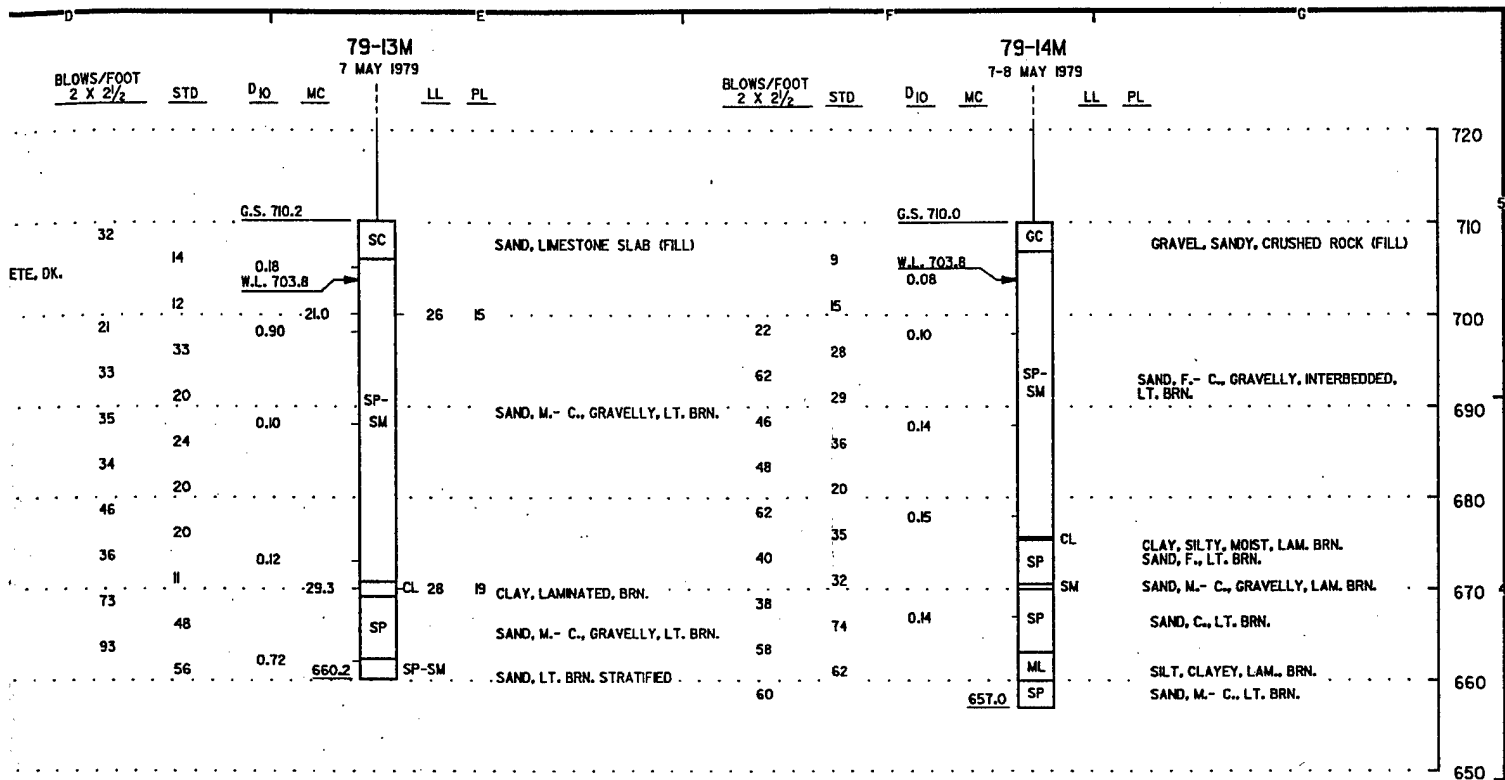 D E F G
79-13M
7 MAY 1979
BLOWS/FOOT
2 X 2½ STD D10 MC LL PL
G.S. 710.2
32
SC
SAND, LIMESTONE SLAB (FILL)
14
ETE, DK.
0.18
W.L. 703.8
12
21.0 26 15
21 0.90
33
33
20
SP-
SM
SAND, M.- C., GRAVELLY, LT. BRN.
35 0.10
24
34
20
46
20
36 0.12
11
29.3 CL 28 19 CLAY, LAMINATED, BRN.
73
48
SP
SAND, M.- C., GRAVELLY, LT. BRN.
93
0.72
56
660.2 SP-SM SAND, LT. BRN. STRATIFIED
79-14M
7-8 MAY 1979
BLOWS/FOOT
2 X 2½ STD D10 MC LL PL
G.S. 710.0
GC
GRAVEL, SANDY, CRUSHED ROCK (FILL)
9
W.L. 703.8
0.08
15
22 0.10
28
62
SP-
SM
SAND, F.- C., GRAVELLY, INTERBEDDED,
LT. BRN.
29
46 0.14
36
48
20
62 0.15
35
CL
CLAY, SILTY, MOIST, LAM. BRN.
40
SP
SAND, F., LT. BRN.
32
SM SAND, M.- C., GRAVELLY, LAM. BRN.
38 0.14
74
SP
SAND, C., LT. BRN.
58
62
ML
SILT, CLAYEY, LAM., BRN.
60
657.0
SP
SAND, M.- C., LT. BRN.
720
710
700
690
680
670
660
650
5
4